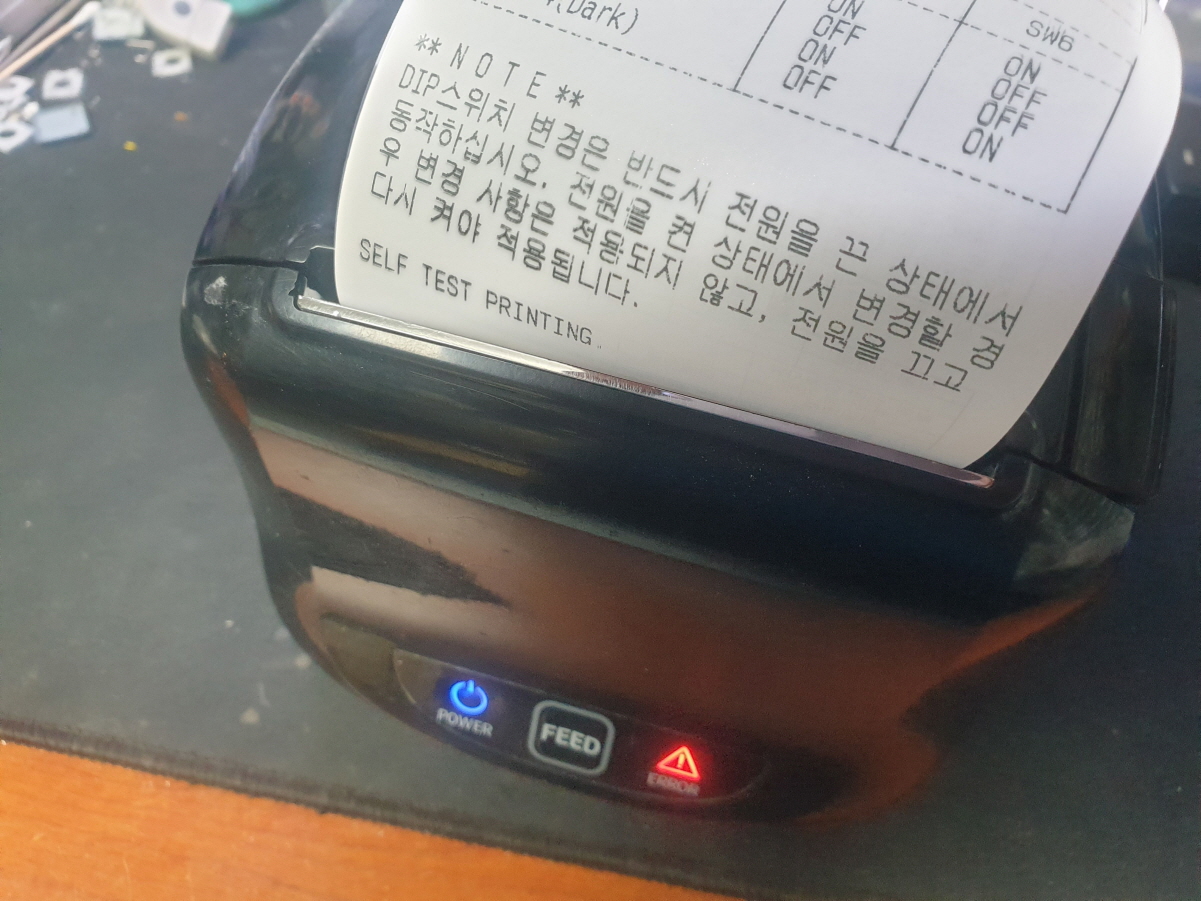 ON SW6
4(Dark) OFF ON
ON OFF
OFF OFF
ON
** N O T E **
DIP스위치 변경은 반드시 전원을 끈 상태에서
동작하십시오. 전원을 켠 상태에서 변경할 경
우 변경 사항은 적용되지 않고, 전원을 끄고
다시 켜야 적용됩니다.
SELF TEST PRINTING.
POWER FEED ERROR